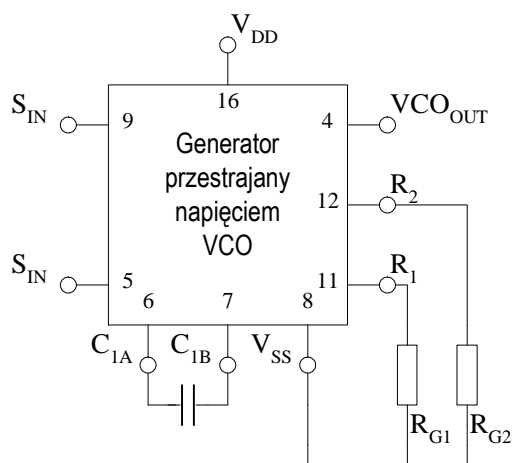 V_DD
S_IN
16
VCO_OUT
9
4
Generator
przestrajany
napięciem
VCO
R_2
12
S_IN
R_1
5
11
6
7
8
C_1A
C_1B
V_SS
R_G1
R_G2